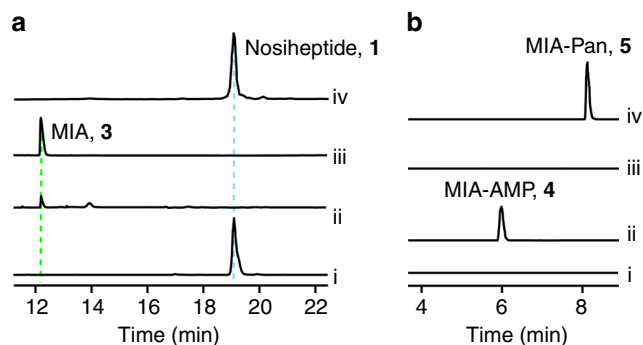 a
Nosiheptide, 1
iv
MIA, 3
iii
ii
i
12 14 16 18 20 22
Time (min)
b
MIA-Pan, 5
iv
iii
MIA-AMP, 4
ii
i
4 6 8
Time (min)